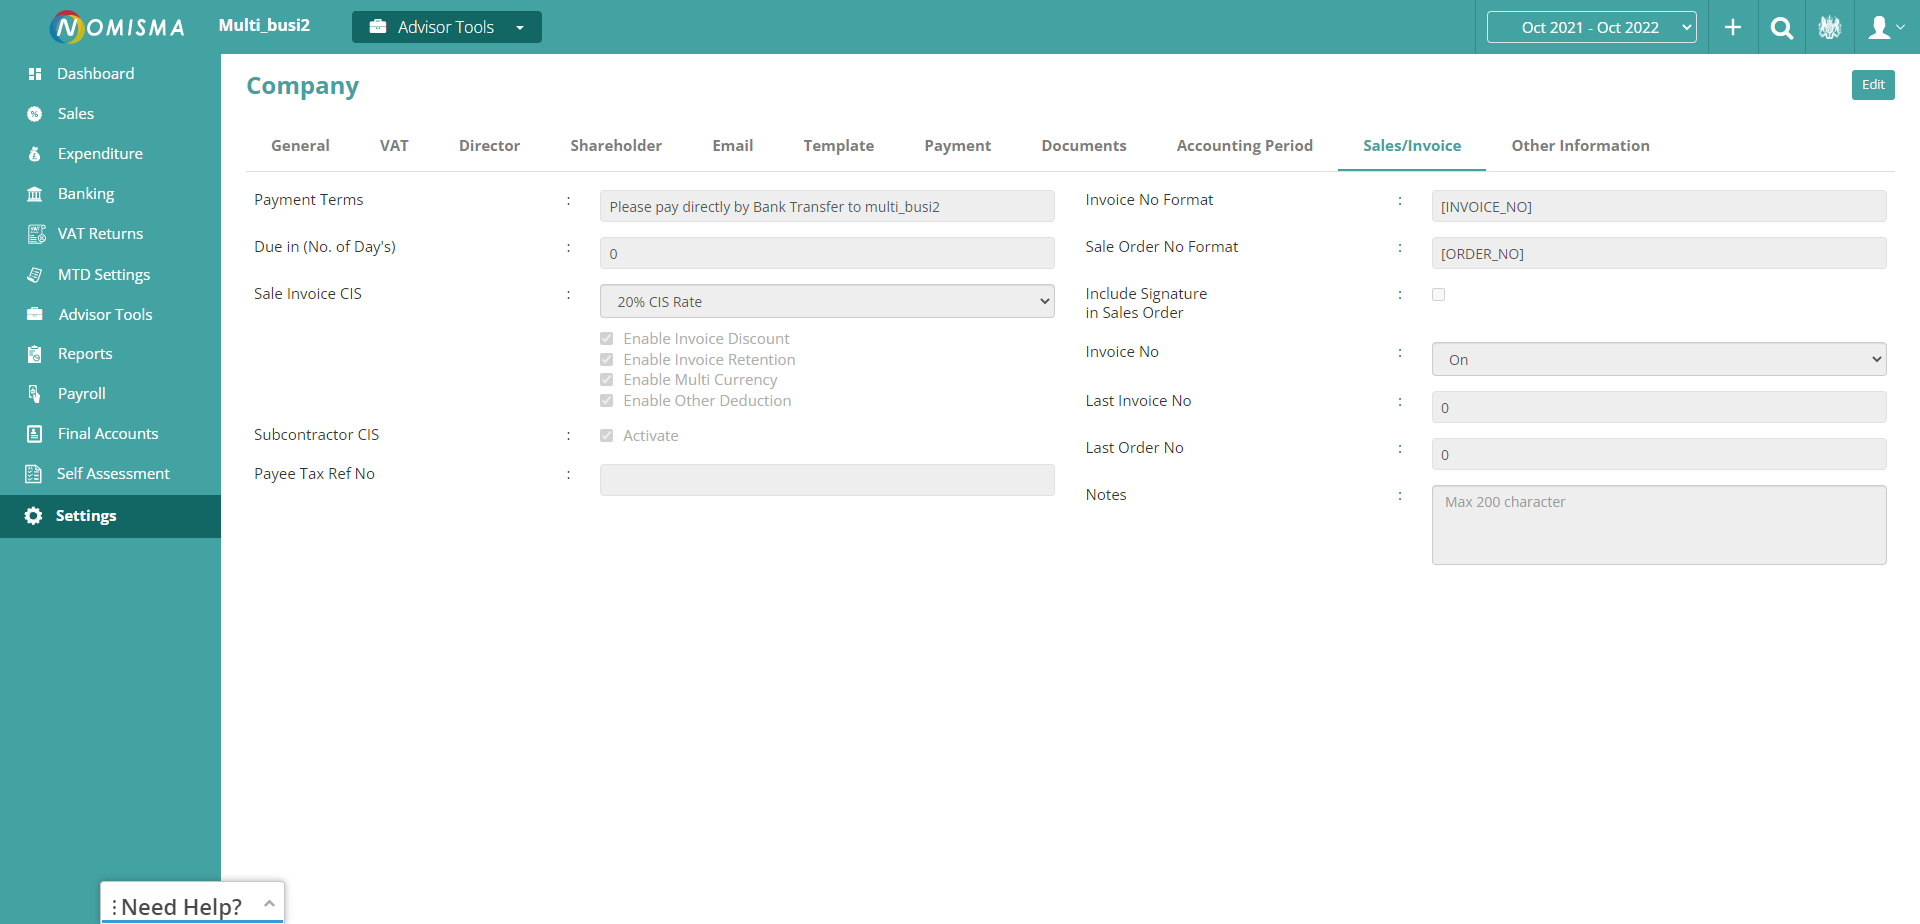 NOMISMA
Multi_busi2
Advisor Tools
Oct 2021 - Oct 2022
Dashboard
Sales
Expenditure
Banking
VAT Returns
MTD Settings
Advisor Tools
Reports
Payroll
Final Accounts
Self Assessment
Settings
Company
Edit
General
VAT
Director
Shareholder
Email
Template
Payment
Documents
Accounting Period
Sales/Invoice
Other Information
Payment Terms : Please pay directly by Bank Transfer to multi_busi2
Due in (No. of Day's) : 0
Sale Invoice CIS : 20% CIS Rate
Enable Invoice Discount
Enable Invoice Retention
Enable Multi Currency
Enable Other Deduction
Subcontractor CIS : Activate
Payee Tax Ref No :
Invoice No Format : [INVOICE_NO]
Sale Order No Format : [ORDER_NO]
Include Signature :
in Sales Order
Invoice No : On
Last Invoice No : 0
Last Order No : 0
Notes : Max 200 character
Need Help?